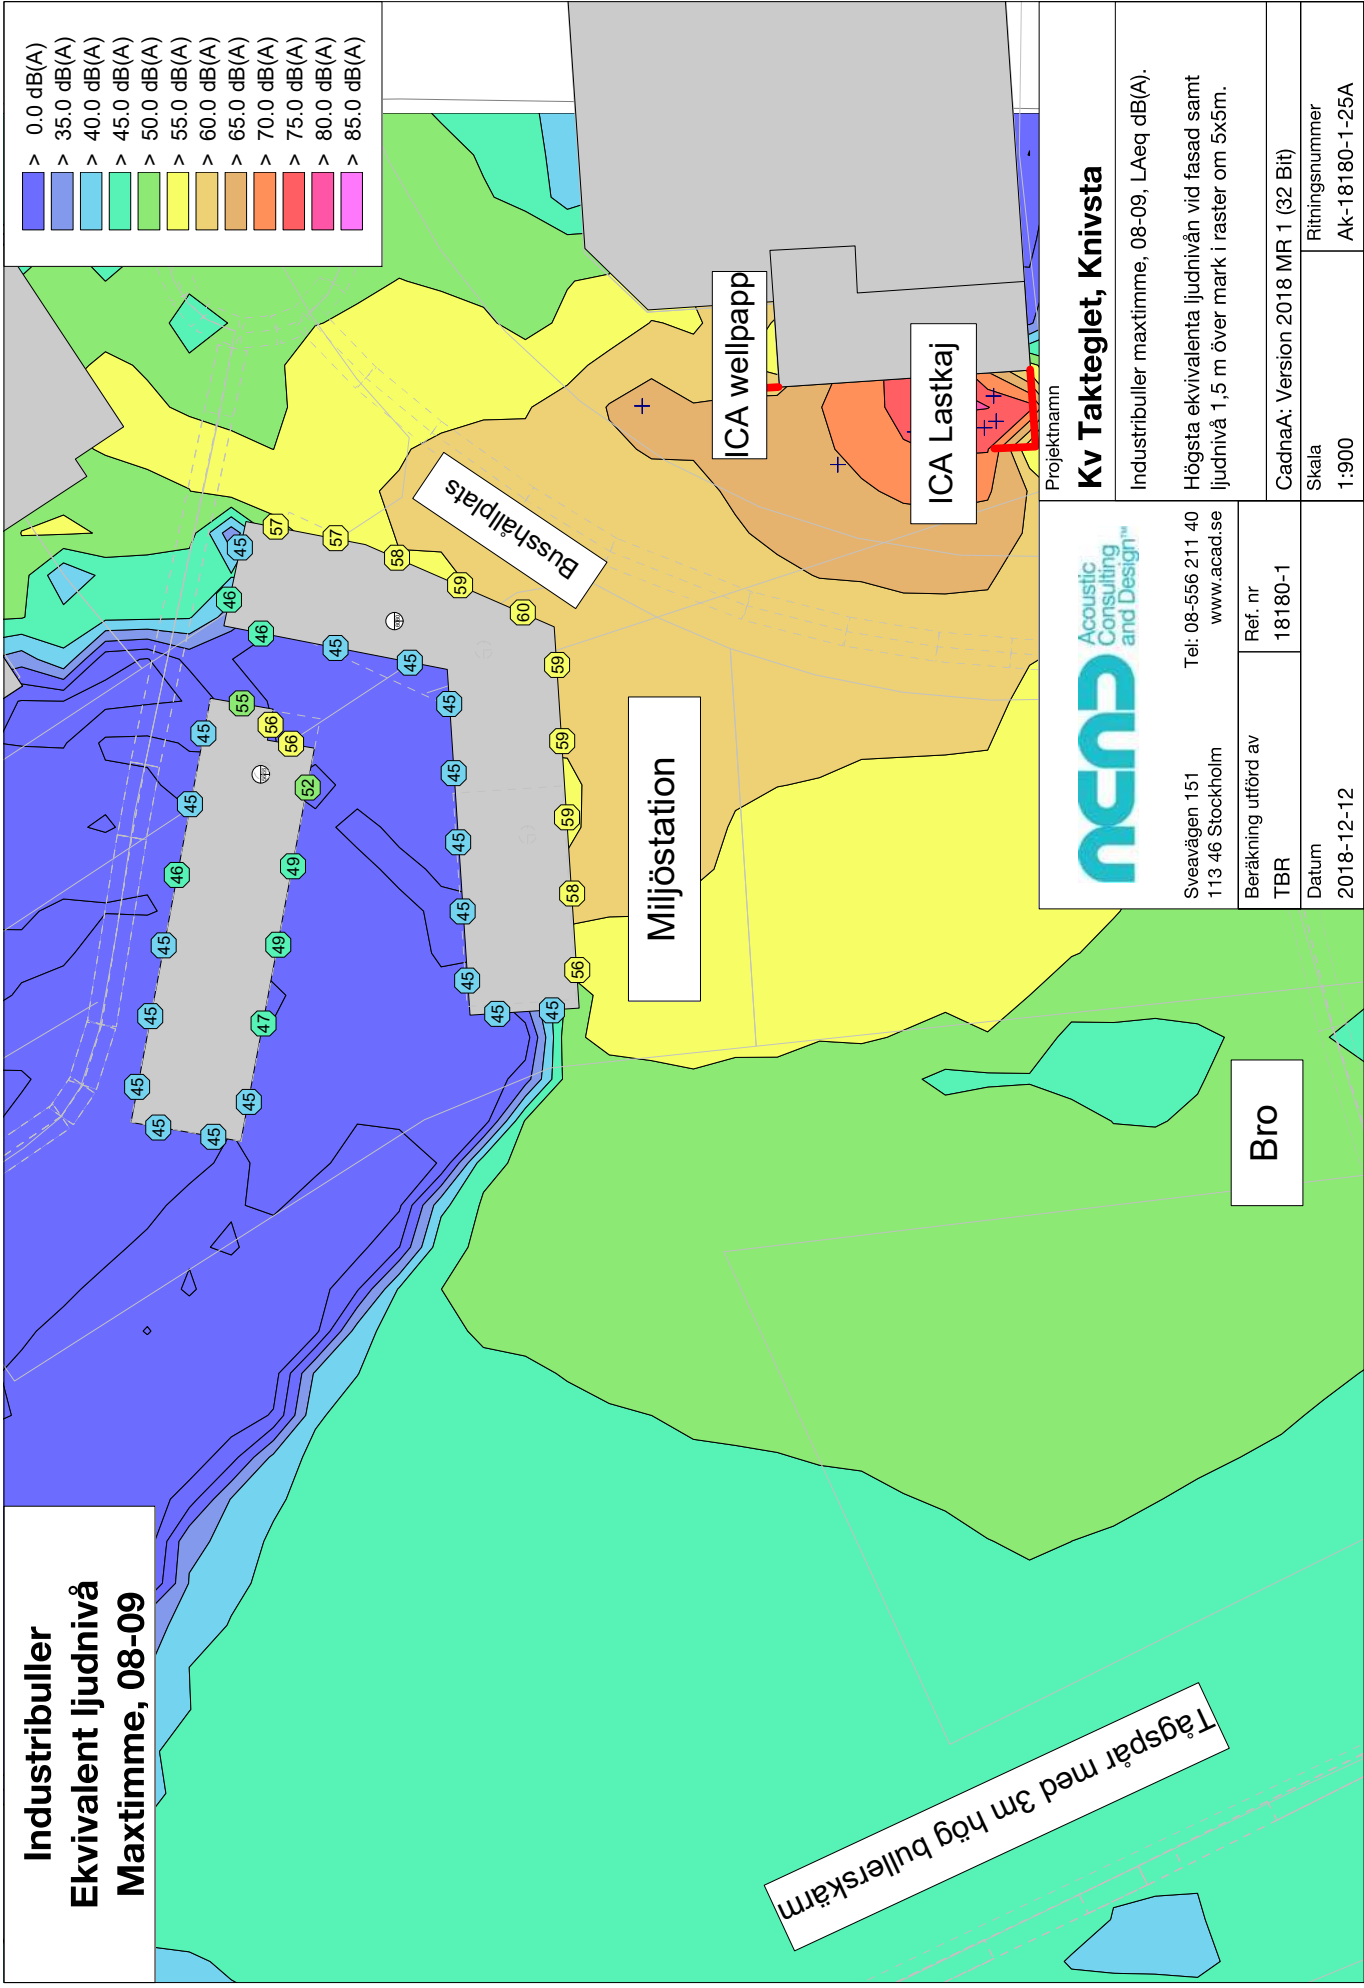 Industribuller
Ekvivalent ljudnivå
Maxtimme, 08-09
> 0.0 dB(A)
> 35.0 dB(A)
> 40.0 dB(A)
> 45.0 dB(A)
> 50.0 dB(A)
> 55.0 dB(A)
> 60.0 dB(A)
> 65.0 dB(A)
> 70.0 dB(A)
> 75.0 dB(A)
> 80.0 dB(A)
> 85.0 dB(A)
45
45
45
45
45
46
45
45
55
56
56
52
49
49
47
45
46
45
57
57
58
59
60
59
59
59
58
56
45
45
45
45
45
45
45
45
45
46
Busshållplats
ICA wellpapp
ICA Lastkaj
Miljöstation
Bro
Tågspår med 3m hög bullerskärm
Acoustic
Consulting
and Design™
Sveavägen 151
113 46 Stockholm
Tel: 08-556 211 40
www.acad.se
Beräkning utförd av
TBR
Ref. nr
18180-1
Datum
2018-12-12
Projektnamn
Kv Takteglet, Knivsta
Industribuller maxtimme, 08-09, LAeq dB(A).
Högsta ekvivalenta ljudnivån vid fasad samt
ljudnivå 1,5 m över mark i raster om 5x5m.
CadnaA: Version 2018 MR 1 (32 Bit)
Skala
1:900
Ritningsnummer
Ak-18180-1-25A